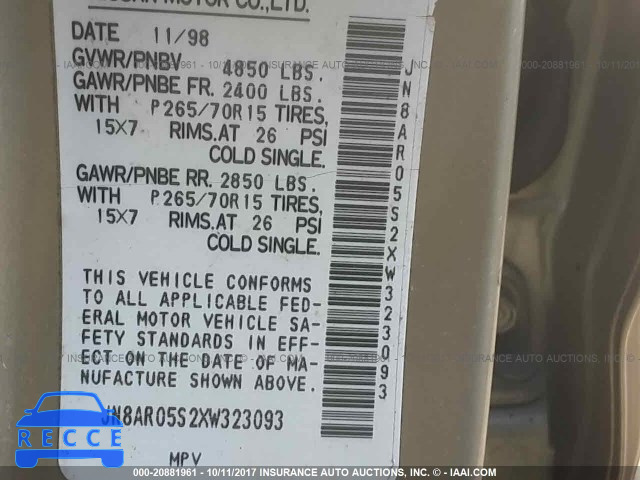 NISSAN MOTOR CO.,LTD.
DATE 11/98
GVWR/PNBV 4850 LBS.
GAWR/PNBE FR. 2400 LBS.
WITH P265/70R15 TIRES,
15X7 RIMS.AT 26 PSI
COLD SINGLE.
GAWR/PNBE RR. 2850 LBS.
WITH P265/70R15 TIRES,
15X7 RIMS.AT 26 PSI
COLD SINGLE.
THIS VEHICLE CONFORMS
TO ALL APPLICABLE FED-
ERAL MOTOR VEHICLE SA-
FETY STANDARDS IN EFF-
ECT ON THE DATE OF MA-
NUFACTURE SHOWN ABOVE.
JN8AR05S2XW323093
MPV
JN8AR05S2XW323093
000-20881961 - 10/11/2017 INSURANCE AUTO AUCTIONS, INC. - © IAAI.COM